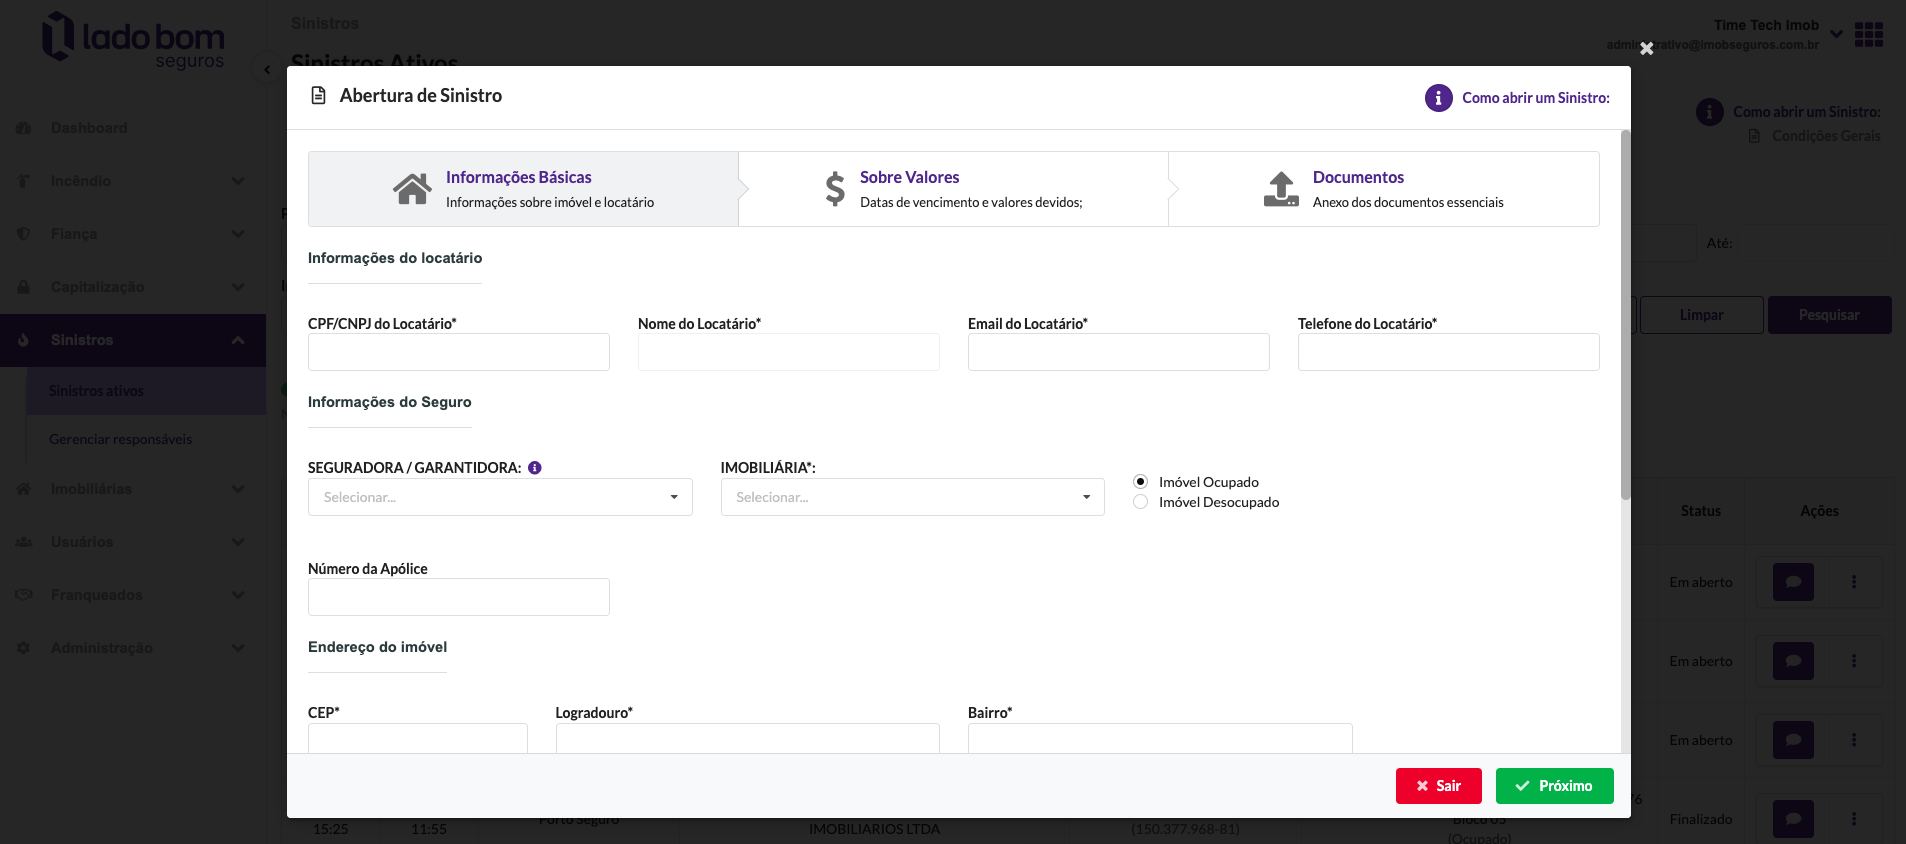 lado bom
seguros
Sinistros
Sinistros Ativos
Time Tech Imob
Abertura de Sinistro
Como abrir um Sinistro:
Como abrir um Sinistro:
Condições Gerais
Dashboard
Incêndio
Fiança
Capitalização
Sinistros
Sinistros ativos
Gerenciar responsáveis
Imobiliárias
Usuários
Franqueados
Administração
Informações Básicas
Informações sobre imóvel e locatário
Sobre Valores
Datas de vencimento e valores devidos;
Documentos
Anexo dos documentos essenciais
Até:
Limpar
Pesquisar
Informações do locatário
CPF/CNPJ do Locatário*
Nome do Locatário*
Email do Locatário*
Telefone do Locatário*
Informações do Seguro
SEGURADORA / GARANTIDORA:
Selecionar...
IMOBILIÁRIA*:
Selecionar...
Imóvel Ocupado
Imóvel Desocupado
Número da Apólice
Endereço do imóvel
CEP*
Logradouro*
Bairro*
Status
Ações
Em aberto
Em aberto
Em aberto
Finalizado
Sair
Próximo
15:25
11:55
Porto Seguro
IMOBILIARIOS LTDA
(150.377.968-81)
Bloco 05
(Ocupado)